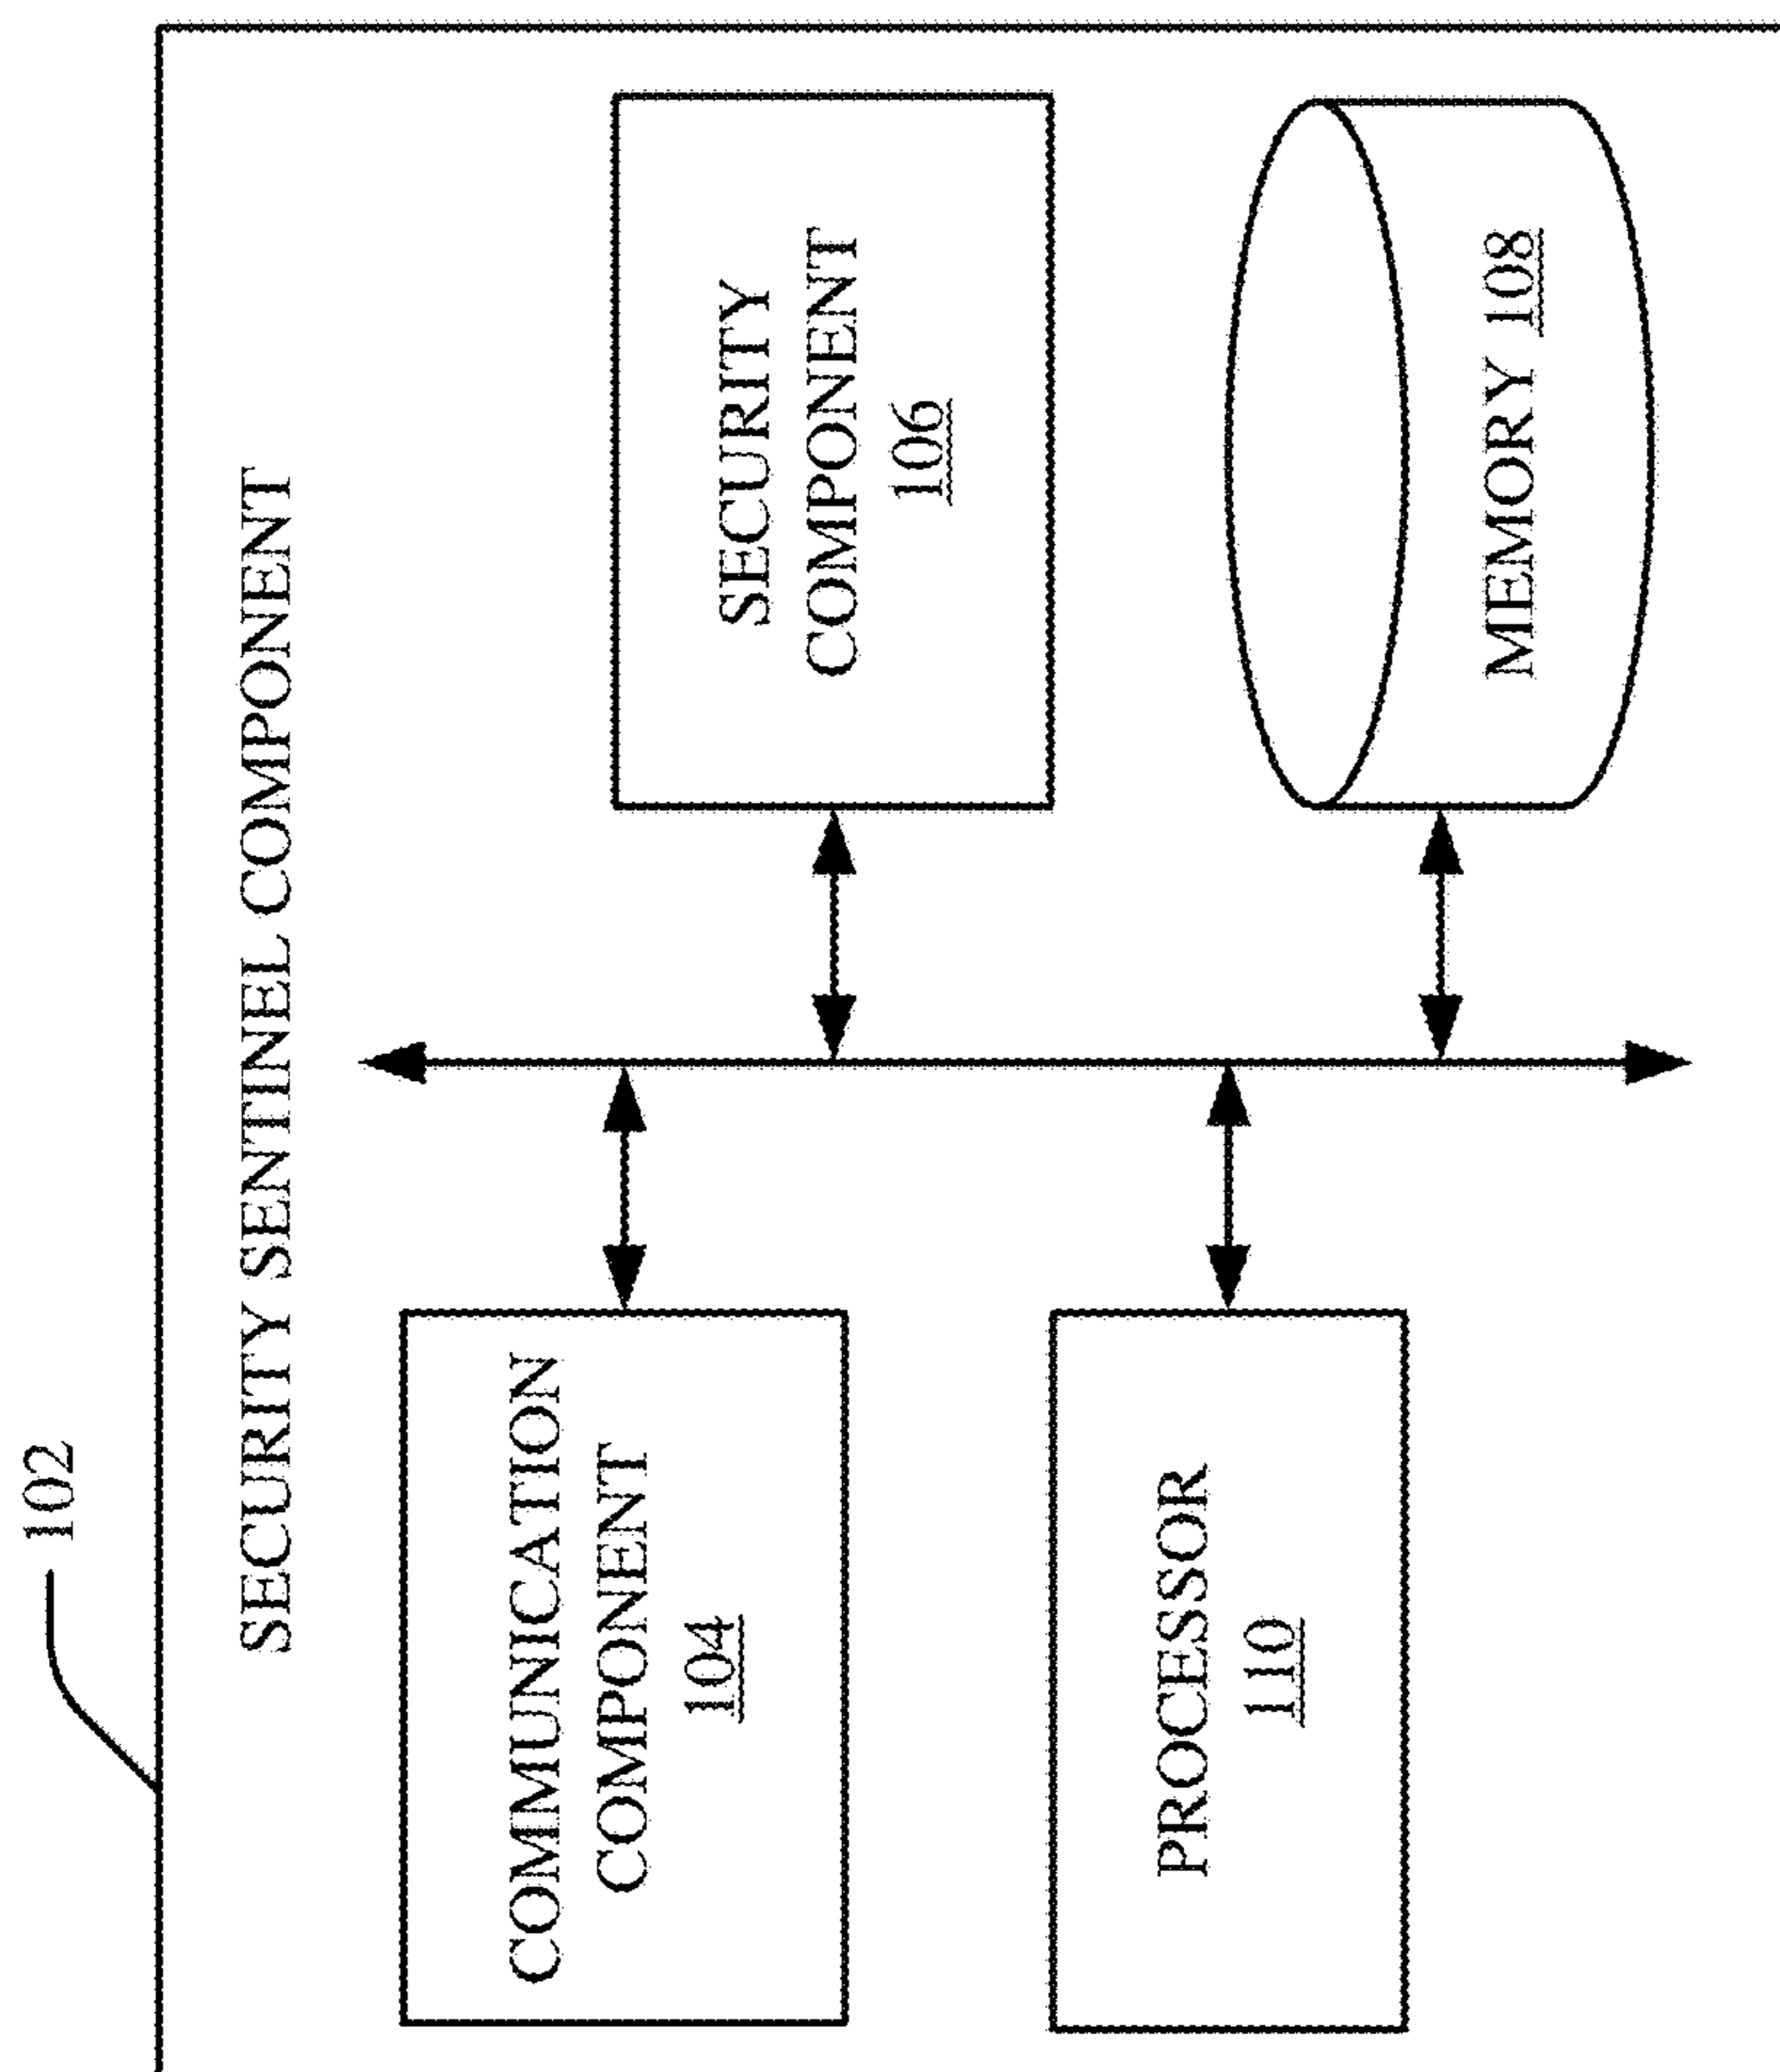 102
SECURITY SENTINEL COMPONENT
COMMUNICATION
COMPONENT
104
SECURITY
COMPONENT
106
PROCESSOR
110
MEMORY 108